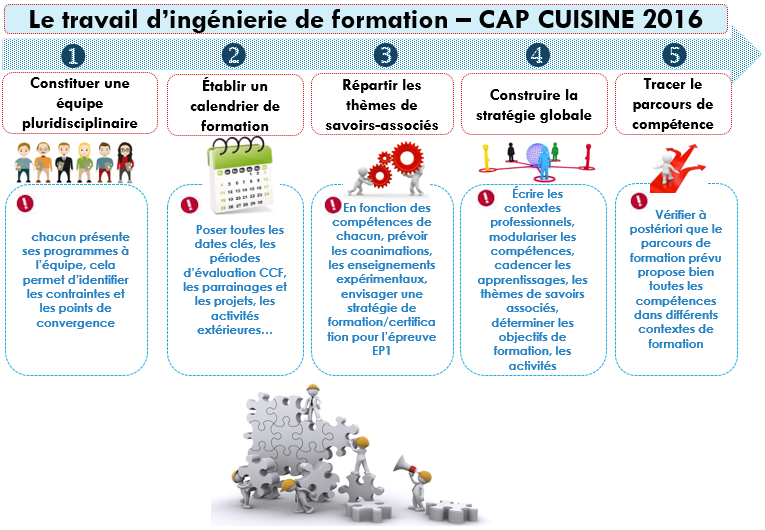 Le travail d'ingénierie de formation – CAP CUISINE 2016
1
2
3
4
5
Constituer une
équipe
pluridisciplinaire
Établir un
calendrier de
formation
Répartir les
thèmes de
savoirs-associés
Construire la
stratégie globale
Tracer le
parcours de
compétence
chacun présente
ses programmes à
l'équipe, cela
permet d'identifier
les contraintes et
les points de
convergence
Poser toutes les
dates clés, les
périodes
d'évaluation CCF,
les parrainages et
les projets, les
activités
extérieures…
En fonction des
compétences de
chacun, prévoir
les coanimations,
les enseignements
expérimentaux,
envisager une
stratégie de
formation/certifica
tion pour l'épreuve
EP1
Écrire les
contextes
professionnels,
modulariser les
compétences,
cadencer les
apprentissages, les
thèmes de savoirs
associés,
déterminer les
objectifs de
formation, les
activités
Vérifier à
postériori que le
parcours de
formation prévu
propose bien
toutes les
compétences
dans différents
contextes de
formation